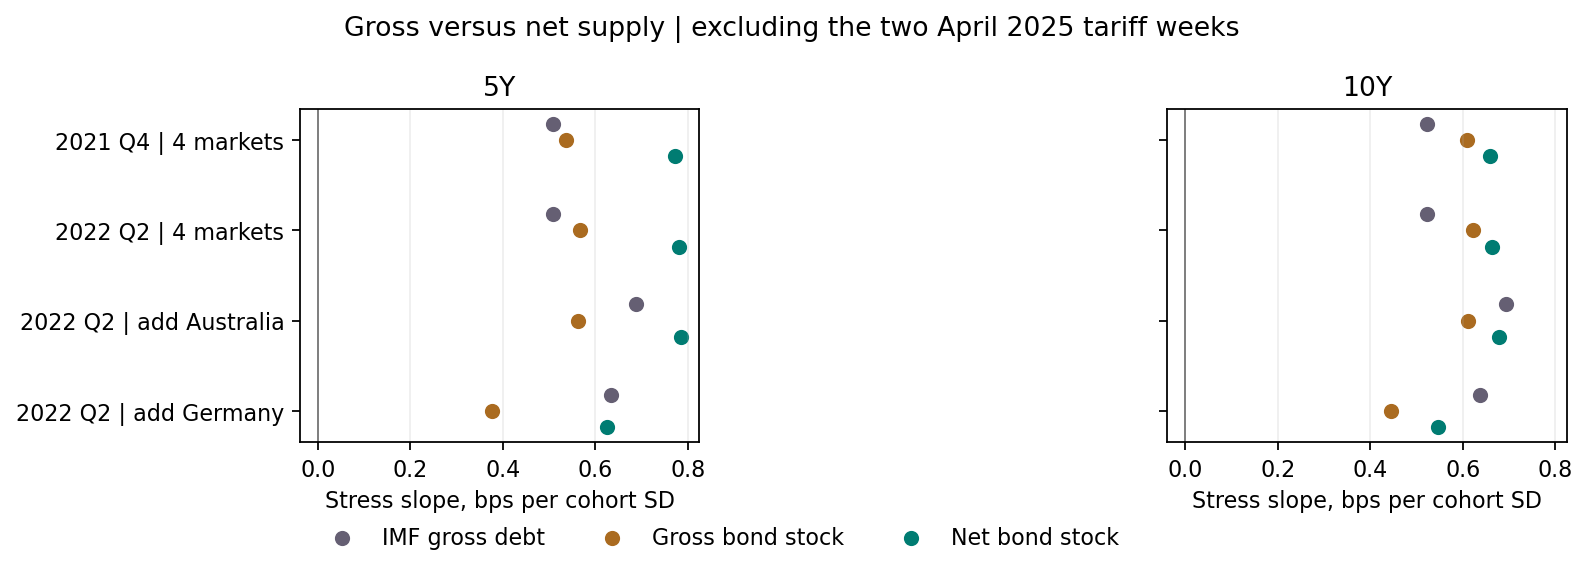 Gross versus net supply | excluding the two April 2025 tariff weeks
5Y
10Y
2021 Q4 | 4 markets
2022 Q2 | 4 markets
2022 Q2 | add Australia
2022 Q2 | add Germany
0.0 0.2 0.4 0.6 0.8
0.0 0.2 0.4 0.6 0.8
Stress slope, bps per cohort SD
Stress slope, bps per cohort SD
IMF gross debt
Gross bond stock
Net bond stock